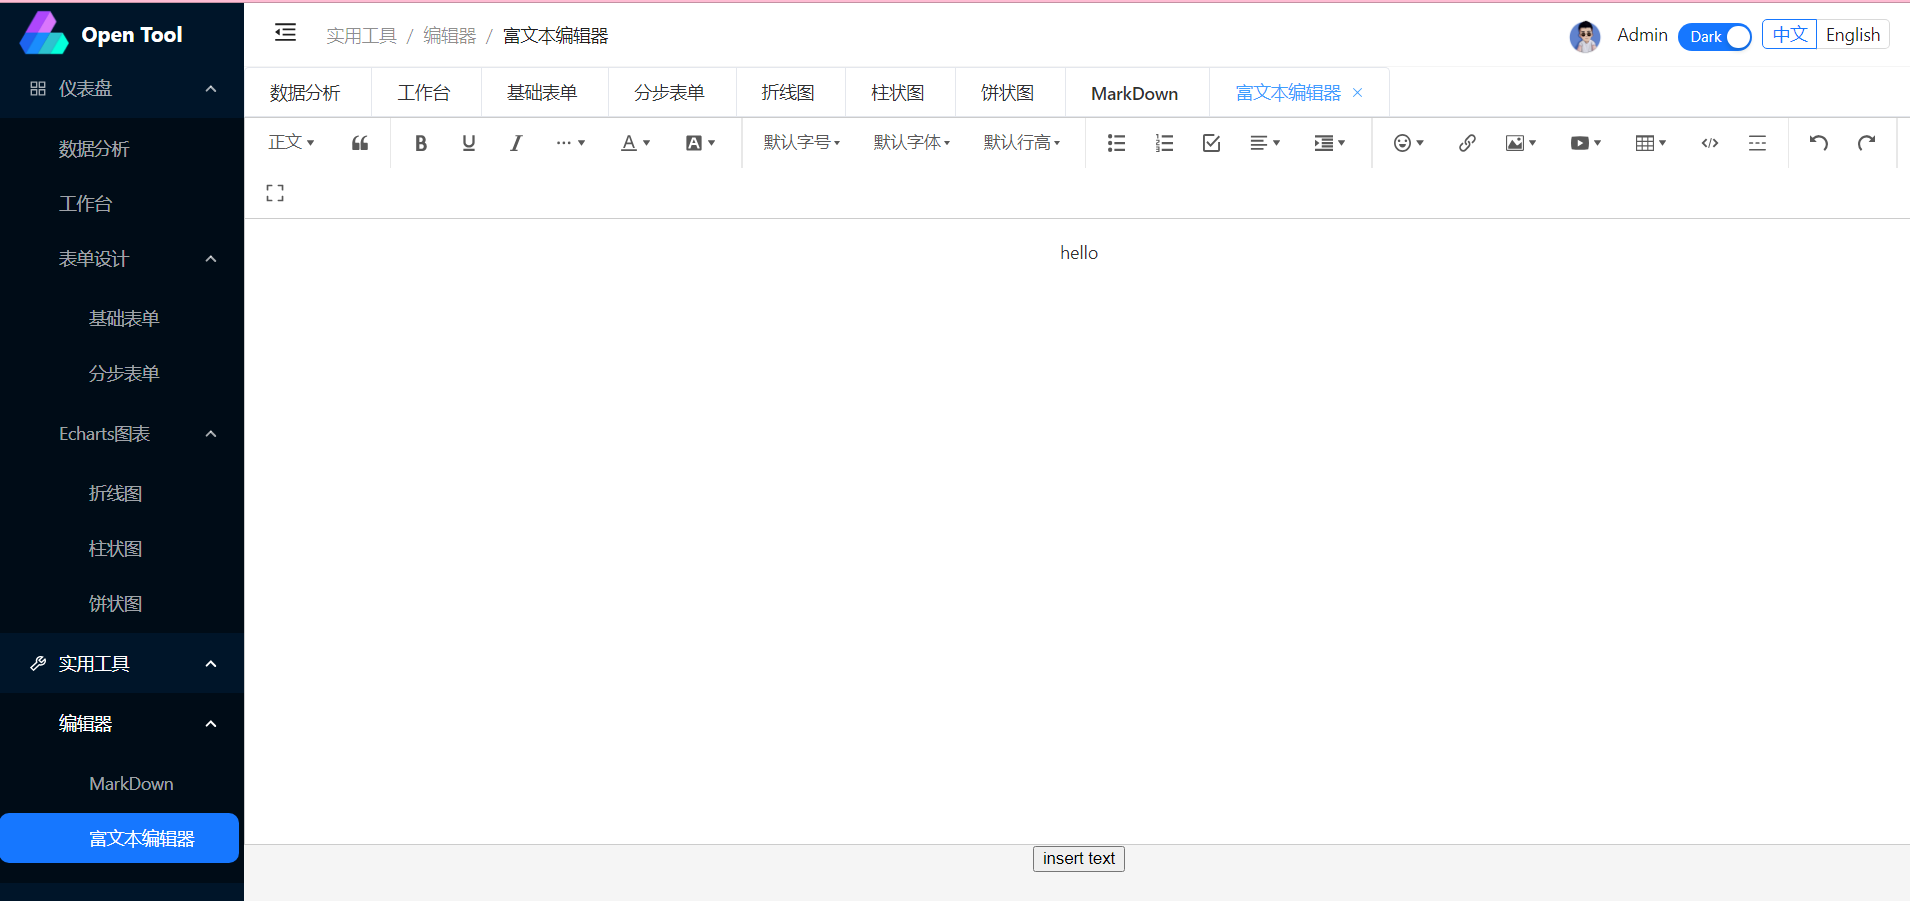 Open Tool
仪表盘
数据分析
工作台
表单设计
基础表单
分步表单
Echarts图表
折线图
柱状图
饼状图
实用工具
编辑器
MarkDown
富文本编辑器
实用工具 / 编辑器 / 富文本编辑器
Admin Dark 中文 English
数据分析 工作台 基础表单 分步表单 折线图 柱状图 饼状图 MarkDown 富文本编辑器
正文 B U I A A 默认字号 默认字体 默认行高
hello
insert text